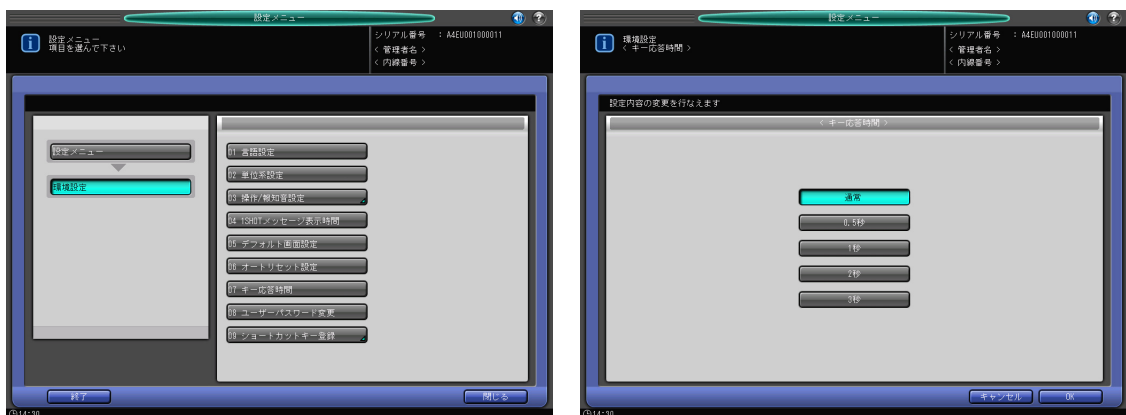 設定メニュー
設定メニュー
項目を選んで下さい
シリアル番号 : A4EU001000011
< 管理者名 >
< 内線番号 >
設定メニュー
環境設定
01 言語設定
02 単位系設定
03 操作/報知音設定
04 1SHOTメッセージ表示時間
05 デフォルト画面設定
06 オートリセット設定
07 キー応答時間
08 ユーザーパスワード変更
09 ショートカットキー登録
終了
閉じる
14:30
設定メニュー
環境設定
< キー応答時間 >
シリアル番号 : A4EU001000011
< 管理者名 >
< 内線番号 >
設定内容の変更を行なえます
< キー応答時間 >
通常
0.5秒
1秒
2秒
3秒
キャンセル
OK
14:30